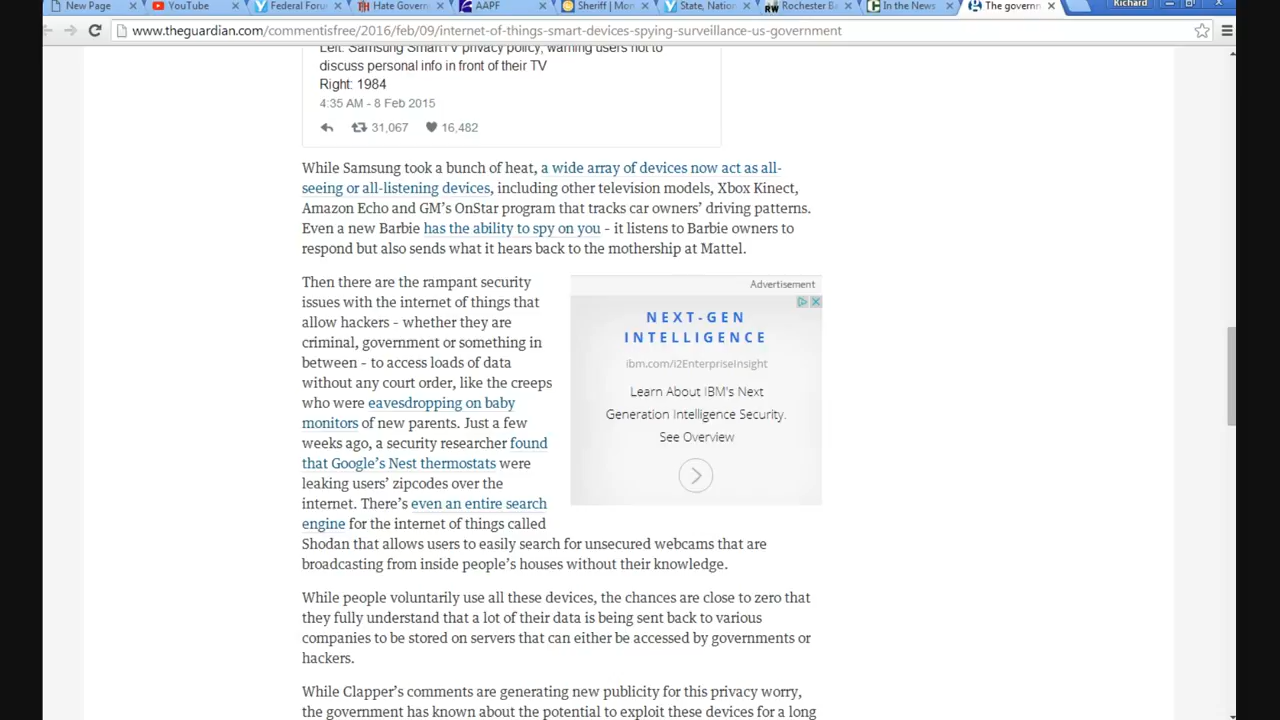 New Page
YouTube
Federal Foru
Hate Govern
AAPF
Sheriff | Mon
State, Nation
Rochester Be
In the News
The governm
Richard
www.theguardian.com/commentisfree/2016/feb/09/internet-of-things-smart-devices-spying-surveillance-us-government
Left: Samsung SmartTV privacy policy, warning users not to
discuss personal info in front of their TV
Right: 1984
4:35 AM - 8 Feb 2015
31,067 16,482
While Samsung took a bunch of heat, a wide array of devices now act as all-
seeing or all-listening devices, including other television models, Xbox Kinect,
Amazon Echo and GM’s OnStar program that tracks car owners’ driving patterns.
Even a new Barbie has the ability to spy on you – it listens to Barbie owners to
respond but also sends what it hears back to the mothership at Mattel.
Then there are the rampant security
issues with the internet of things that
allow hackers – whether they are
criminal, government or something in
between – to access loads of data
without any court order, like the creeps
who were eavesdropping on baby
monitors of new parents. Just a few
weeks ago, a security researcher found
that Google’s Nest thermostats were
leaking users’ zipcodes over the
internet. There’s even an entire search
engine for the internet of things called
Shodan that allows users to easily search for unsecured webcams that are
broadcasting from inside people’s houses without their knowledge.
Advertisement
NEXT-GEN
INTELLIGENCE
ibm.com/i2EnterpriseInsight
Learn About IBM's Next
Generation Intelligence Security.
See Overview
While people voluntarily use all these devices, the chances are close to zero that
they fully understand that a lot of their data is being sent back to various
companies to be stored on servers that can either be accessed by governments or
hackers.
While Clapper’s comments are generating new publicity for this privacy worry,
the government has known about the potential to exploit these devices for a long